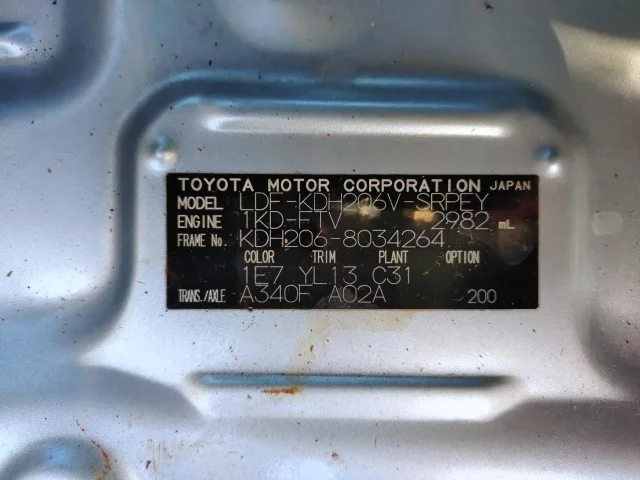 TOYOTA MOTOR CORPORATION JAPAN
MODEL LDF-KDH206V-SRPEY
ENGINE 1KD-FTV 2982 mL
FRAME No. KDH206-8034264
COLOR TRIM PLANT OPTION
1E7 YL13 C31
TRANS./AXLE A340F A02A 200